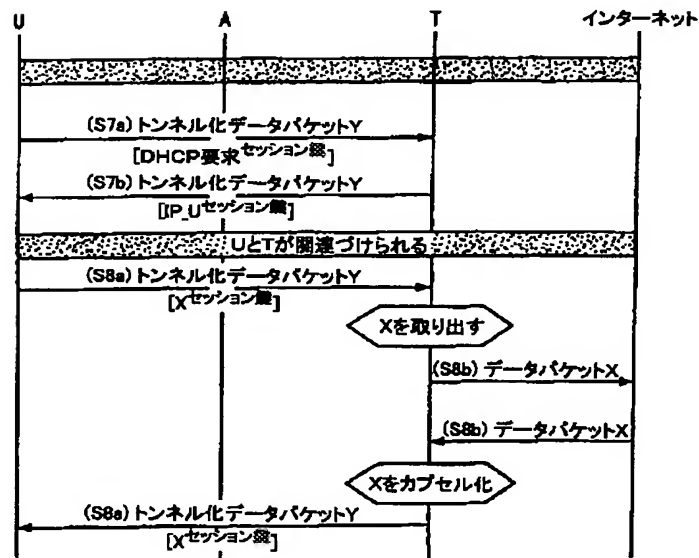 U A T インターネット
(S7a) トンネル化データパケットY
[DHCP要求セッション鍵]
(S7b) トンネル化データパケットY
[IP_Uセッション鍵]
UとTが関連づけられる
(S8a) トンネル化データパケットY
[Xセッション鍵]
Xを取り出す
(S8b) データパケットX
(S8b) データパケットX
Xをカプセル化
(S8a) トンネル化データパケットY
[Xセッション鍵]